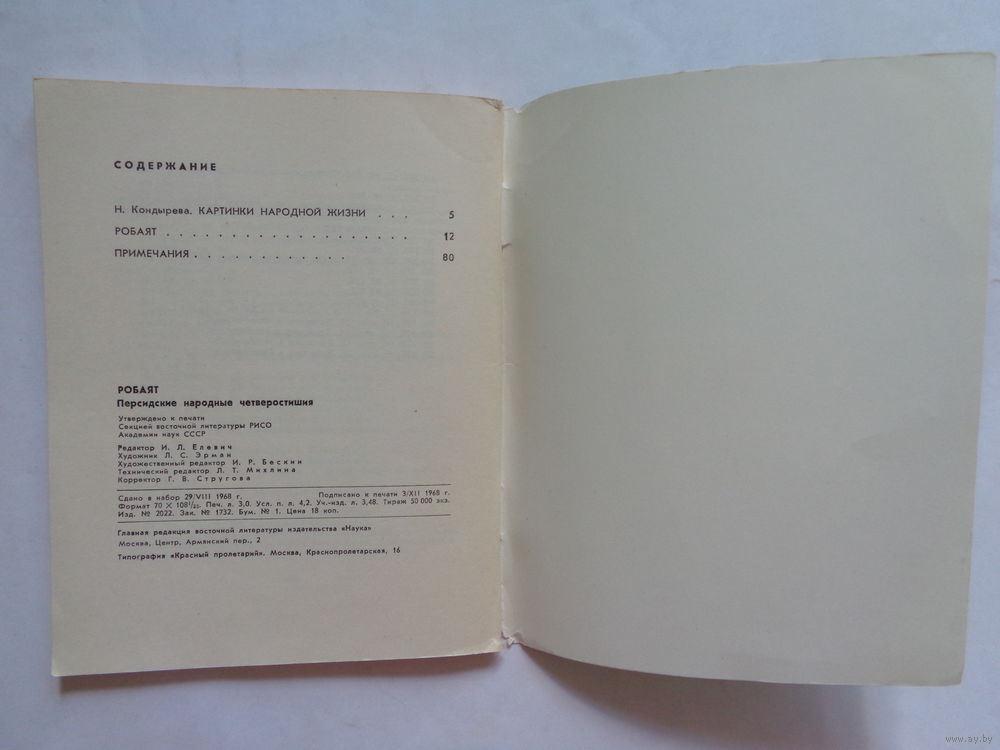 СОДЕРЖАНИЕ
Н. Кондырева. КАРТИНКИ НАРОДНОЙ ЖИЗНИ . . . 5
РОБАЯТ . . . . . . . . . . . . . . . . . . . 12
ПРИМЕЧАНИЯ . . . . . . . . . . . . 80
РОБАЯТ
Персидские народные четверостишия
Утверждено к печати
Секцией восточной литературы РИСО
Академии наук СССР
Редактор И. Л. Елевич
Художник Л. С. Эрман
Художественный редактор И. Р. Бескин
Технический редактор Л. Т. Михлина
Корректор Г. В. Стругова
Сдано в набор 29/VIII 1968 г. Подписано к печати 3/XII 1968 г.
Формат 70 × 108¹/₃₂. Печ. л. 3,0. Усл. п. л. 4,2. Уч.-изд. л. 3,48. Тираж 50 000 экз.
Изд. № 2022. Зак. № 1732. Бум. № 1. Цена 18 коп.
Главная редакция восточной литературы издательства «Наука»
Москва, Центр, Армянский пер., 2
Типография «Красный пролетарий». Москва, Краснопролетарская, 16
www.ay.by